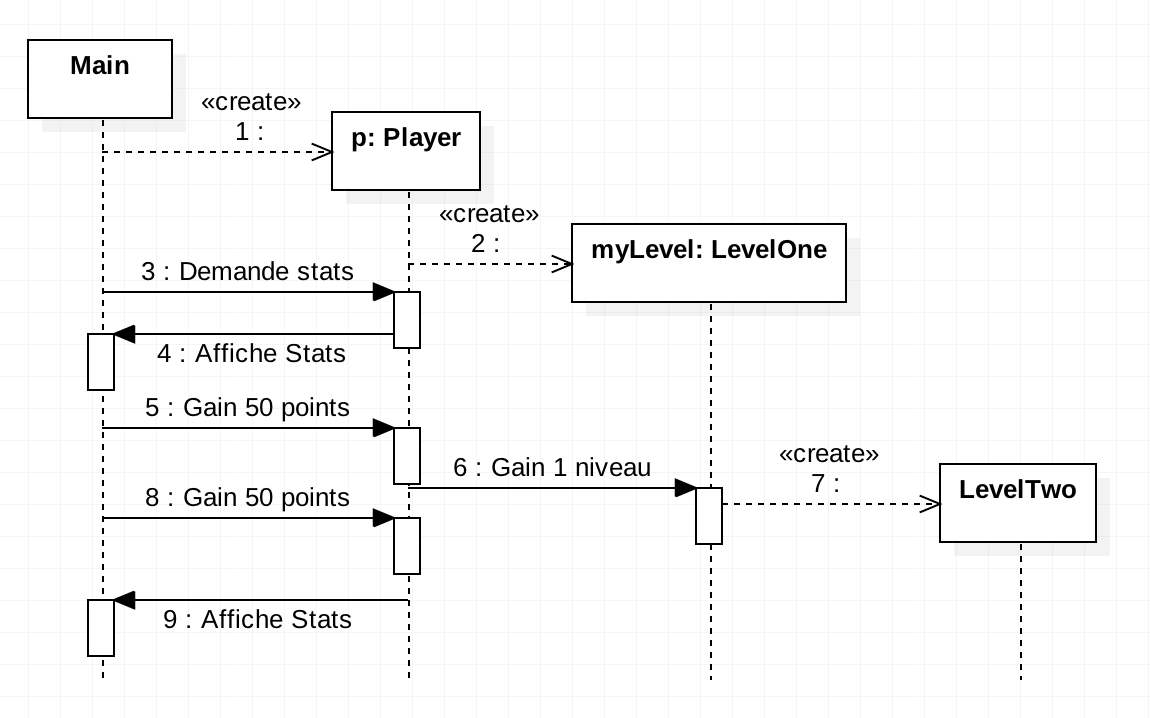 Main
«create»
1 :
p: Player
«create»
2 :
myLevel: LevelOne
3 : Demande stats
4 : Affiche Stats
5 : Gain 50 points
6 : Gain 1 niveau
«create»
7 :
LevelTwo
8 : Gain 50 points
9 : Affiche Stats